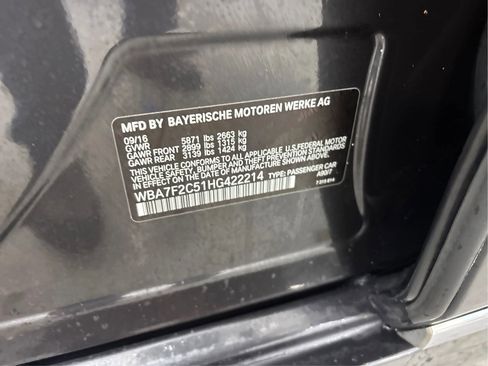 MFD BY BAYERISCHE MOTOREN WERKE AG
09/16
GVWR 5871 lbs 2663 kg
GAWR FRONT 2899 lbs 1315 kg
GAWR REAR 3139 lbs 1424 kg
THIS VEHICLE CONFORMS TO ALL APPLICABLE U.S.FEDERAL MOTOR
VEHICLE SAFETY, BUMPER, AND THEFT PREVENTION STANDARDS
IN EFFECT ON THE DATE OF MANUFACTURE SHOWN ABOVE.
WBA7F2C51HG422214 TYPE: PASSENGER CAR